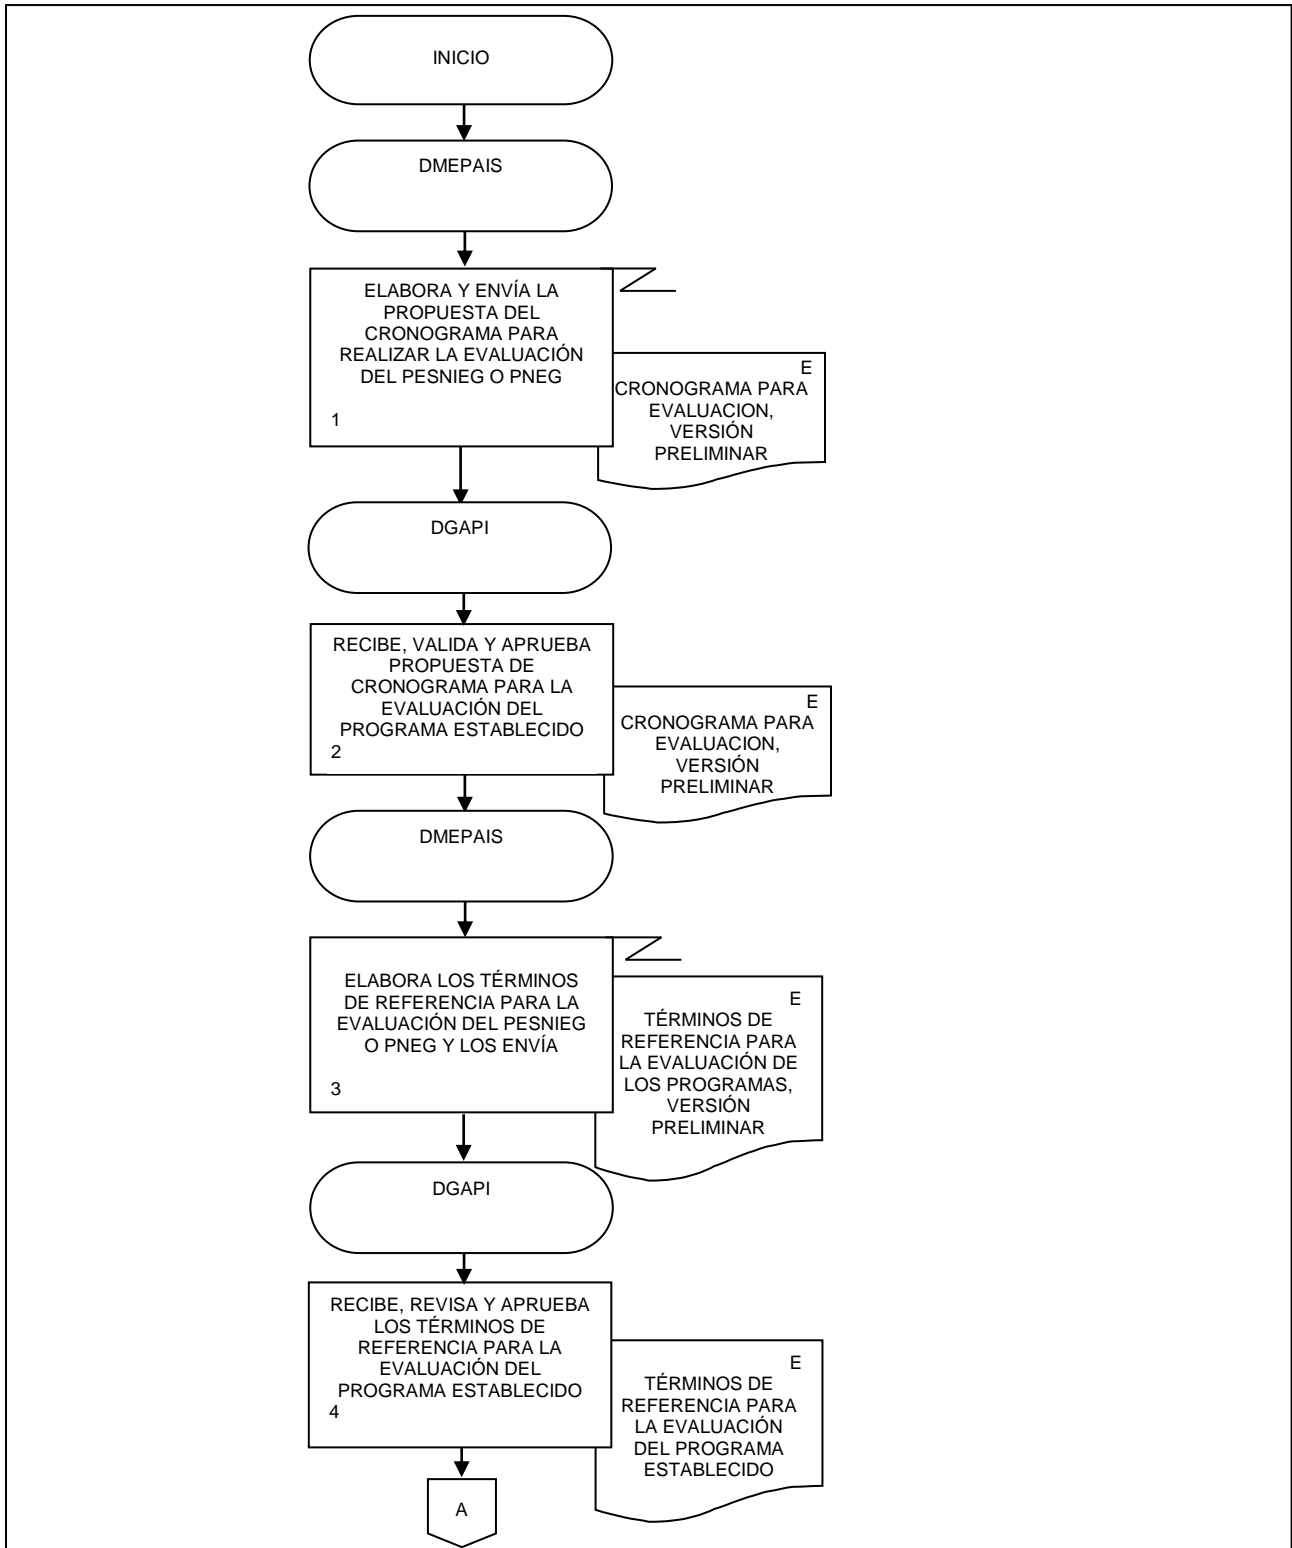 INICIO
DMEPAIS
ELABORA Y ENVÍA LA
PROPUESTA DEL
CRONOGRAMA PARA
REALIZAR LA EVALUACIÓN
DEL PESNIEG O PNEG
1
E
CRONOGRAMA PARA
EVALUACION,
VERSIÓN
PRELIMINAR
DGAPI
RECIBE, VALIDA Y APRUEBA
PROPUESTA DE
CRONOGRAMA PARA LA
EVALUACIÓN DEL
PROGRAMA ESTABLECIDO
2
E
CRONOGRAMA PARA
EVALUACION,
VERSIÓN
PRELIMINAR
DMEPAIS
ELABORA LOS TÉRMINOS
DE REFERENCIA PARA LA
EVALUACIÓN DEL PESNIEG
O PNEG Y LOS ENVÍA
3
E
TÉRMINOS DE
REFERENCIA PARA
LA EVALUACIÓN DE
LOS PROGRAMAS,
VERSIÓN
PRELIMINAR
DGAPI
RECIBE, REVISA Y APRUEBA
LOS TÉRMINOS DE
REFERENCIA PARA LA
EVALUACIÓN DEL
PROGRAMA ESTABLECIDO
4
E
TÉRMINOS DE
REFERENCIA PARA
LA EVALUACIÓN
DEL PROGRAMA
ESTABLECIDO
A